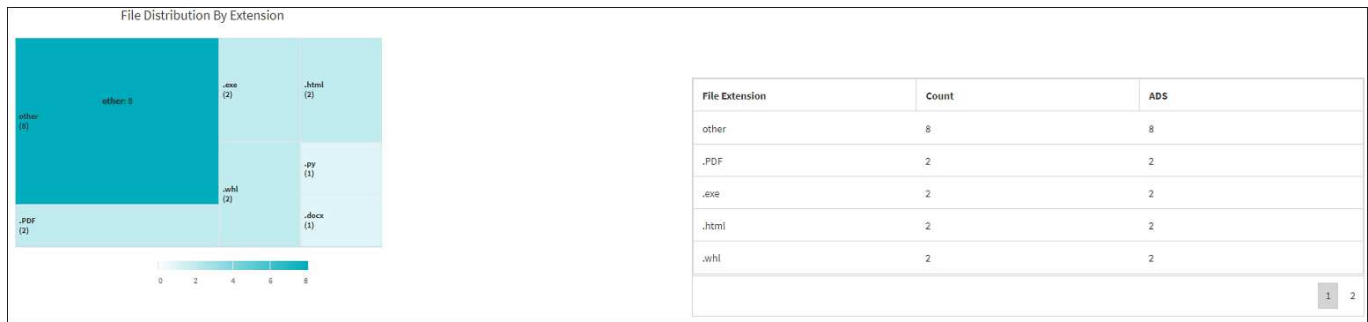 File Distribution By Extension
other: 8
other
(8)
.PDF
(2)
.exe
(2)
.whl
(2)
.html
(2)
.py
(1)
.docx
(1)
0 2 4 6 8
File Extension Count ADS
other 8 8
.PDF 2 2
.exe 2 2
.html 2 2
.whl 2 2
1 2